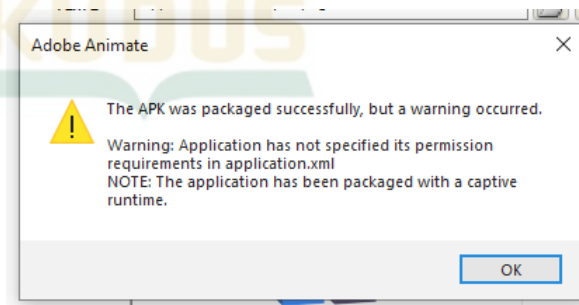 KUDUS
Adobe Animate
The APK was packaged successfully, but a warning occurred.
Warning: Application has not specified its permission
requirements in application.xml
NOTE: The application has been packaged with a captive
runtime.
OK